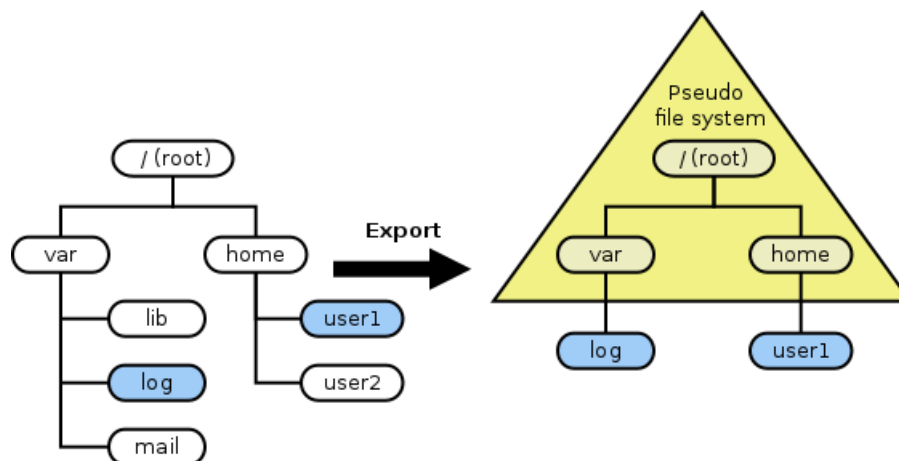 / (root)
var
home
lib
user1
log
user2
mail
Export
Pseudo
file system
/ (root)
var
home
log
user1